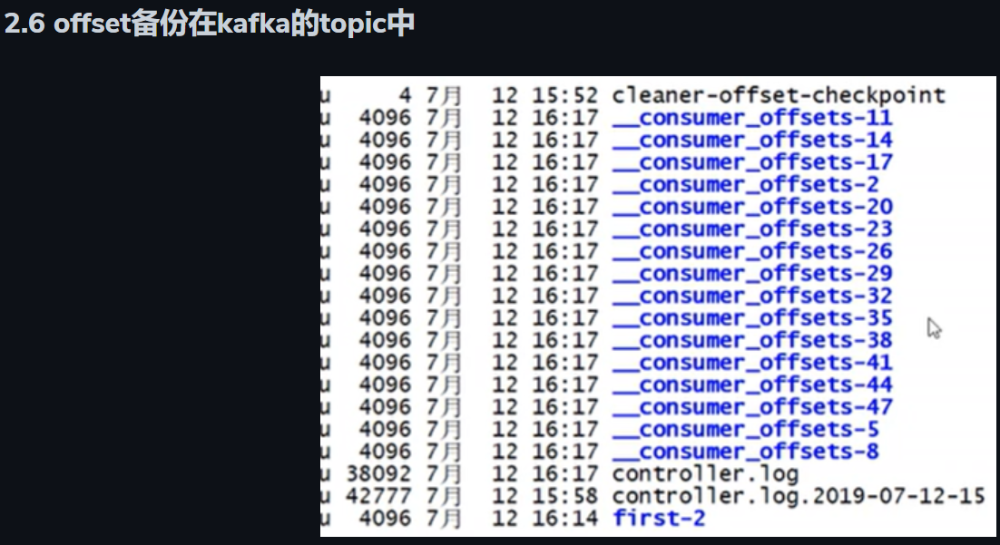 2.6 offset备份在kafka的topic中
u 4 7月 12 15:52 cleaner-offset-checkpoint
u 4096 7月 12 16:17 __consumer_offsets-11
u 4096 7月 12 16:17 __consumer_offsets-14
u 4096 7月 12 16:17 __consumer_offsets-17
u 4096 7月 12 16:17 __consumer_offsets-2
u 4096 7月 12 16:17 __consumer_offsets-20
u 4096 7月 12 16:17 __consumer_offsets-23
u 4096 7月 12 16:17 __consumer_offsets-26
u 4096 7月 12 16:17 __consumer_offsets-29
u 4096 7月 12 16:17 __consumer_offsets-32
u 4096 7月 12 16:17 __consumer_offsets-35
u 4096 7月 12 16:17 __consumer_offsets-38
u 4096 7月 12 16:17 __consumer_offsets-41
u 4096 7月 12 16:17 __consumer_offsets-44
u 4096 7月 12 16:17 __consumer_offsets-47
u 4096 7月 12 16:17 __consumer_offsets-5
u 4096 7月 12 16:17 __consumer_offsets-8
u 38092 7月 12 16:17 controller.log
u 42777 7月 12 15:58 controller.log.2019-07-12-15
u 4096 7月 12 16:14 first-2